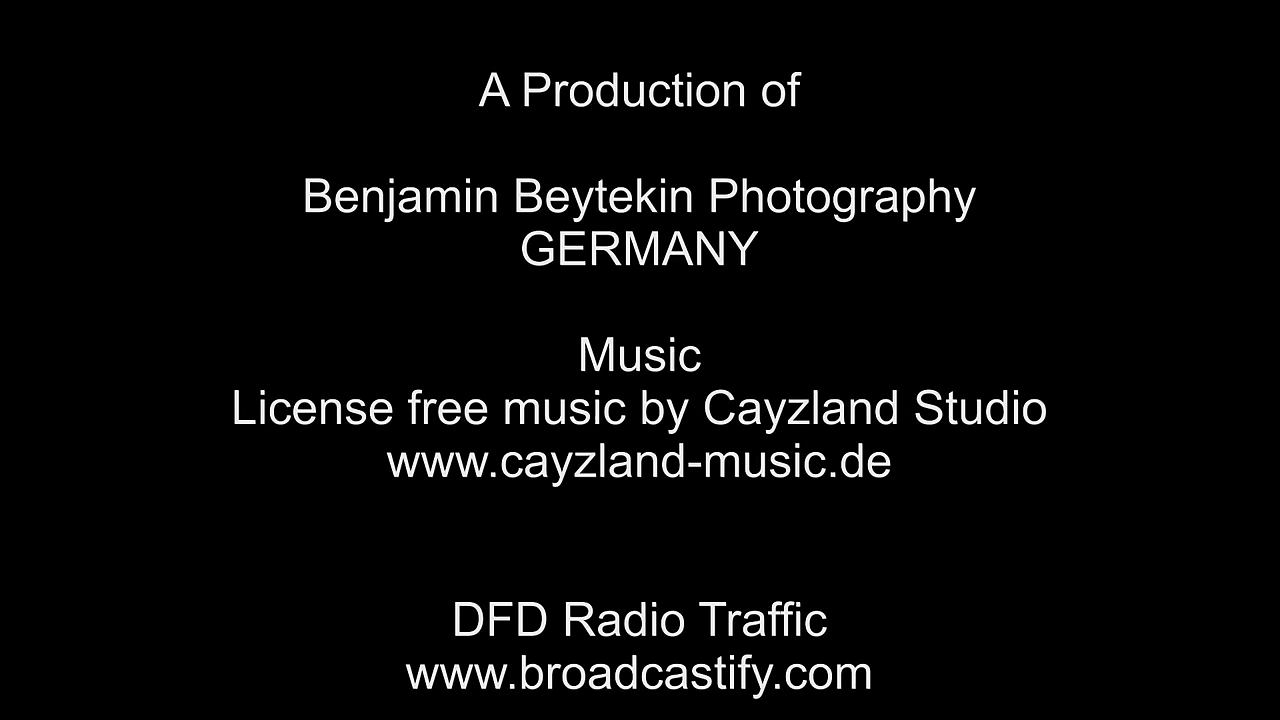 A Production of
Benjamin Beytekin Photography
GERMANY
Music
License free music by Cayzland Studio
www.cayzland-music.de
DFD Radio Traffic
www.broadcastify.com